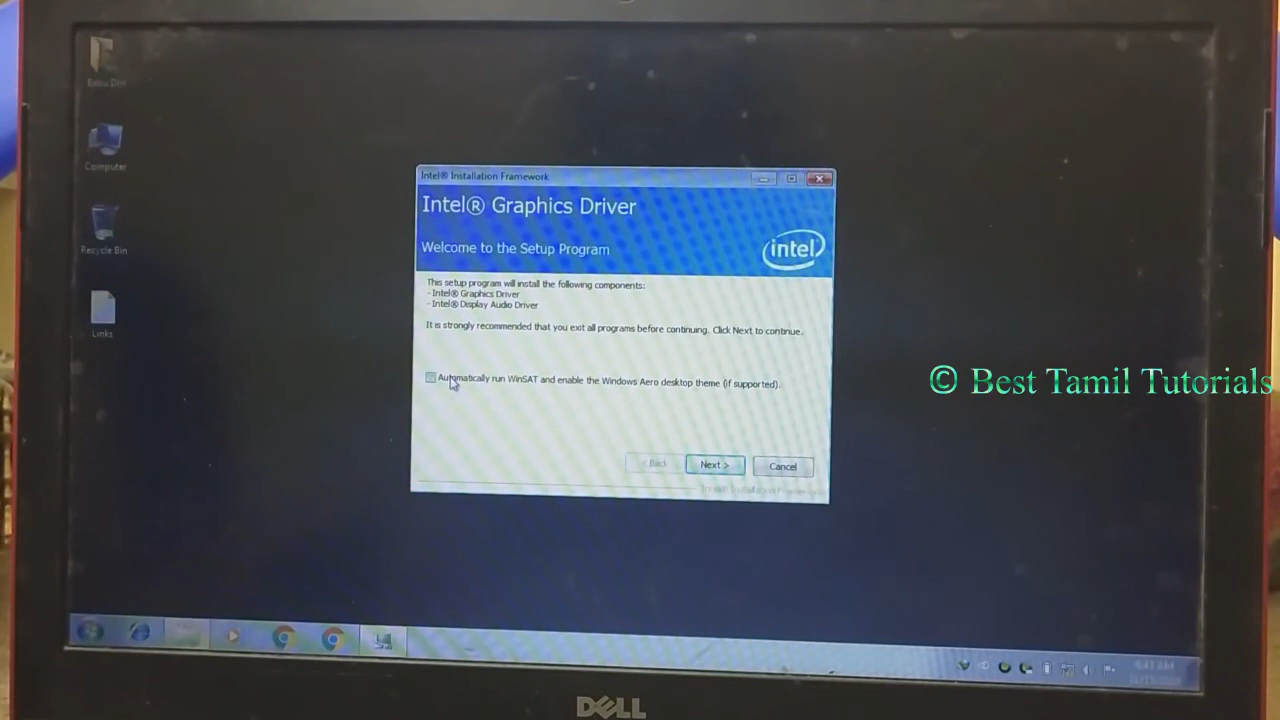 Computer
Recycle Bin
Links
Intel® Installation Framework
Intel® Graphics Driver
Welcome to the Setup Program
intel
This setup program will install the following components:
- Intel® Graphics Driver
- Intel® Display Audio Driver
It is strongly recommended that you exit all programs before continuing. Click Next to continue.
Automatically run WinSAT and enable the Windows Aero desktop theme (if supported).
< Back
Next >
Cancel
© Best Tamil Tutorials
DELL